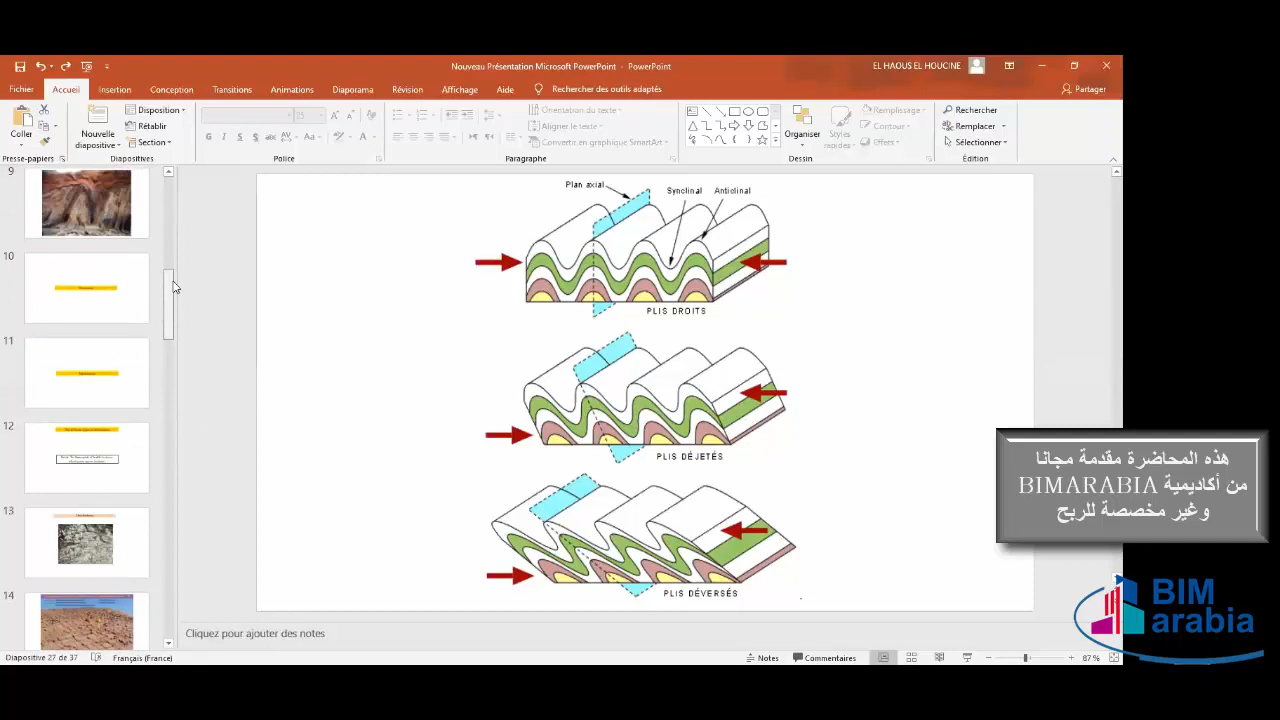 Nouveau Présentation Microsoft PowerPoint - PowerPoint
EL HAOUS EL HOUCINE
Fichier Accueil Insertion Conception Transitions Animations Diaporama Révision Affichage Aide Rechercher des outils adaptés Partager
Coller
Nouvelle diapositive
Disposition
Rétablir
Section
25
G I S S abc AV Aa A
Orientation du texte
Aligner le texte
Convertir en graphique SmartArt
Organiser
Styles rapides
Remplissage
Contour
Effets
Rechercher
Remplacer
Sélectionner
Presse-papiers Diapositives Police Paragraphe Dessin Édition
9
10
11
12
13
14
Plan axial
Synclinal
Anticlinal
PLIS DROITS
PLIS DÉJETÉS
PLIS DÉVERSÉS
هذه المحاضرة مقدمة مجانا
من أكاديمية BIMARABIA
وغير مخصصة للربح
BIM
arabia
Cliquez pour ajouter des notes
Diapositive 27 de 37 Français (France) Notes Commentaires 87 %